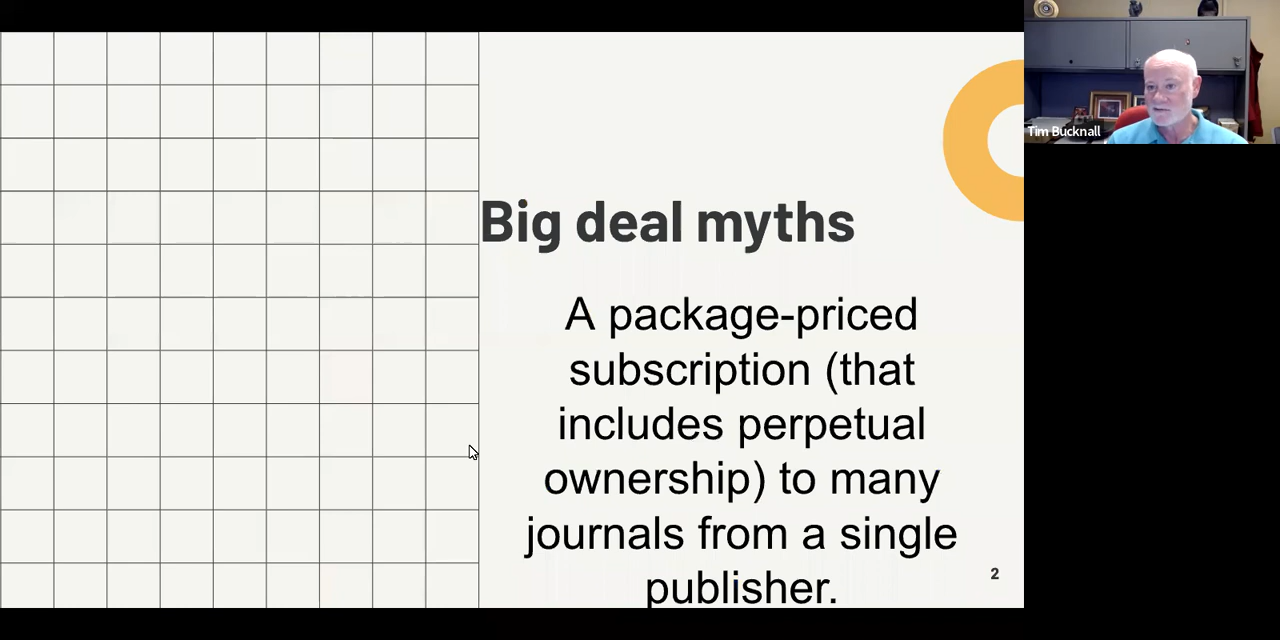 Big deal myths
A package-priced
subscription (that
includes perpetual
ownership) to many
journals from a single
publisher.
2
Tim Bucknall